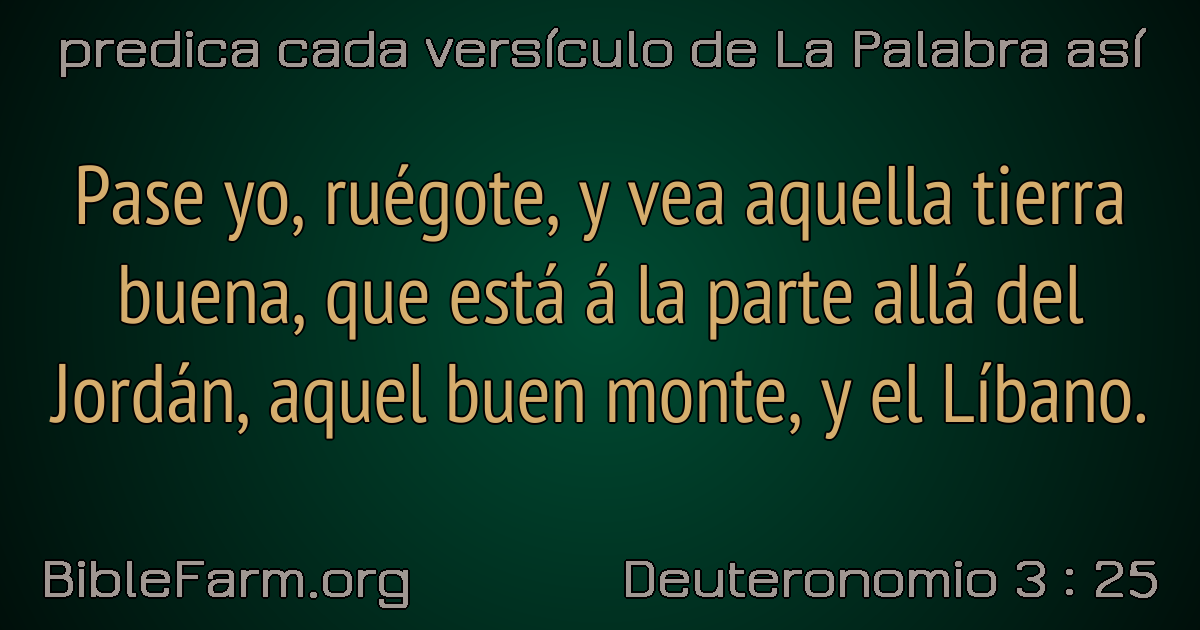 predica cada versículo de La Palabra así
Pase yo, ruégote, y vea aquella tierra
buena, que está á la parte allá del
Jordán, aquel buen monte, y el Líbano.
BibleFarm.org
Deuteronomio 3 : 25